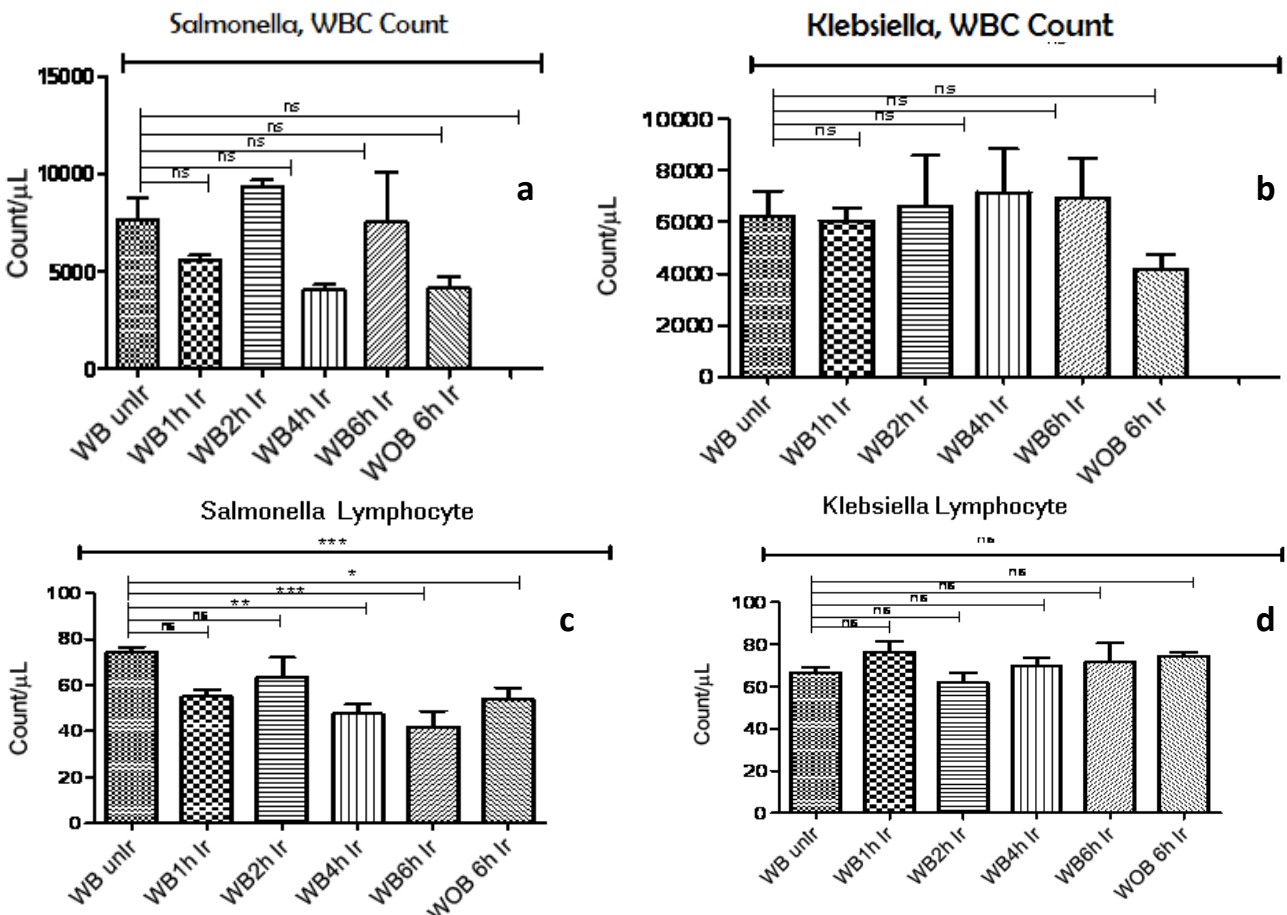 Salmonella, WBC Count
15000
10000
5000
0
Count/μL
ns
ns
ns
ns
ns
a
WB unIr
WB1h Ir
WB2h Ir
WB4h Ir
WB6h Ir
WOB 6h Ir
Klebsiella, WBC Count
ns
10000
8000
6000
4000
2000
0
Count/μL
ns
ns
ns
ns
b
WB unIr
WB1h Ir
WB2h Ir
WB4h Ir
WB6h Ir
WOB 6h Ir
Salmonella Lymphocyte
***
100
80
60
40
20
0
Count/μL
*
***
**
ns
ns
c
WB unIr
WB1h Ir
WB2h Ir
WB4h Ir
WB6h Ir
WOB 6h Ir
Klebsiella Lymphocyte
ns
100
80
60
40
20
0
Count/μL
ns
ns
ns
ns
ns
d
WB unIr
WB1h Ir
WB2h Ir
WB4h Ir
WB6h Ir
WOB 6h Ir